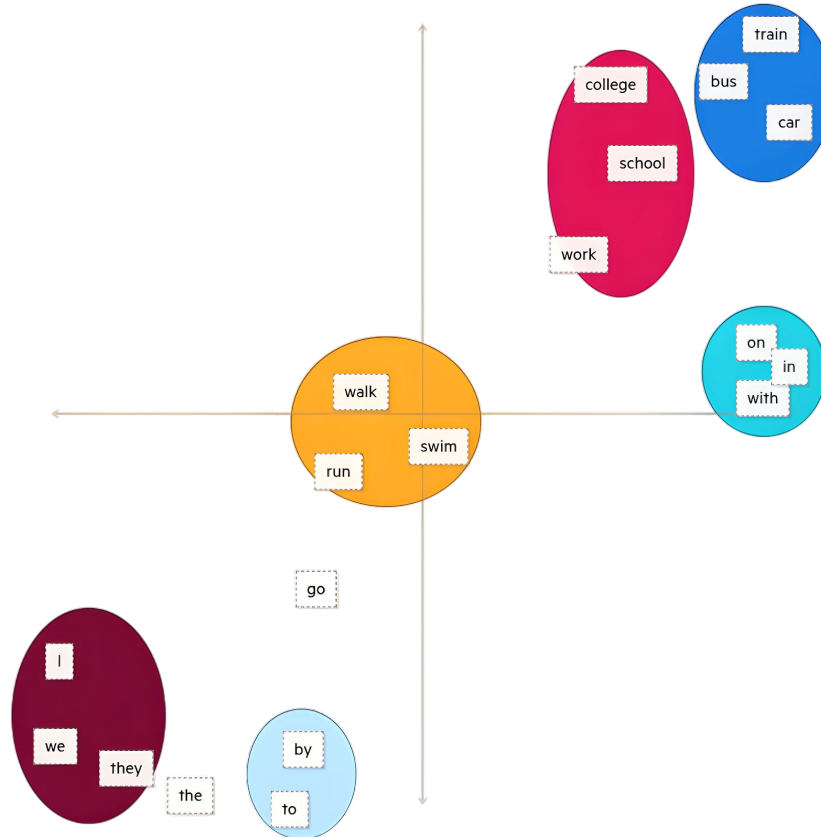 train
bus
college
car
school
work
on
in
walk
with
swim
run
go
I
we
by
they
the
to